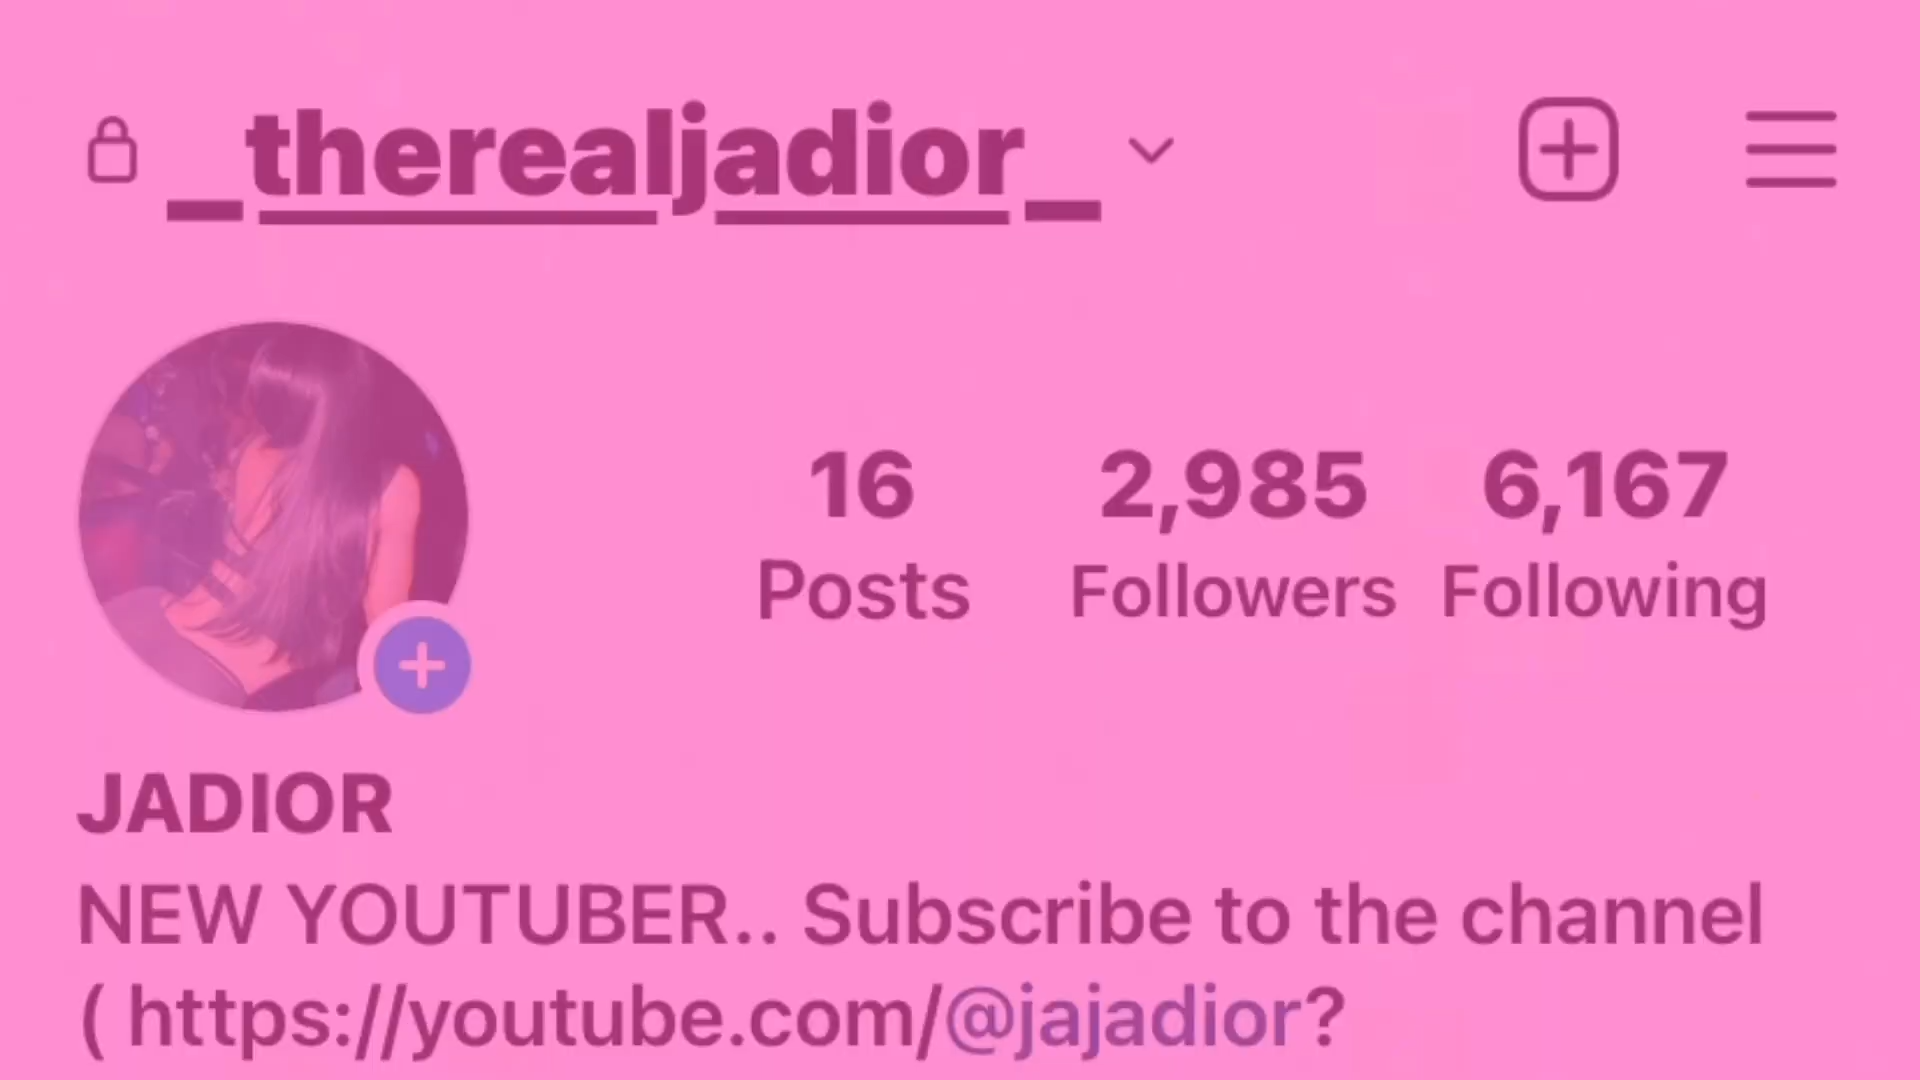 _therealjadior_
16 2,985 6,167
Posts Followers Following
JADIOR
NEW YOUTUBER.. Subscribe to the channel
( https://youtube.com/@jajadior?